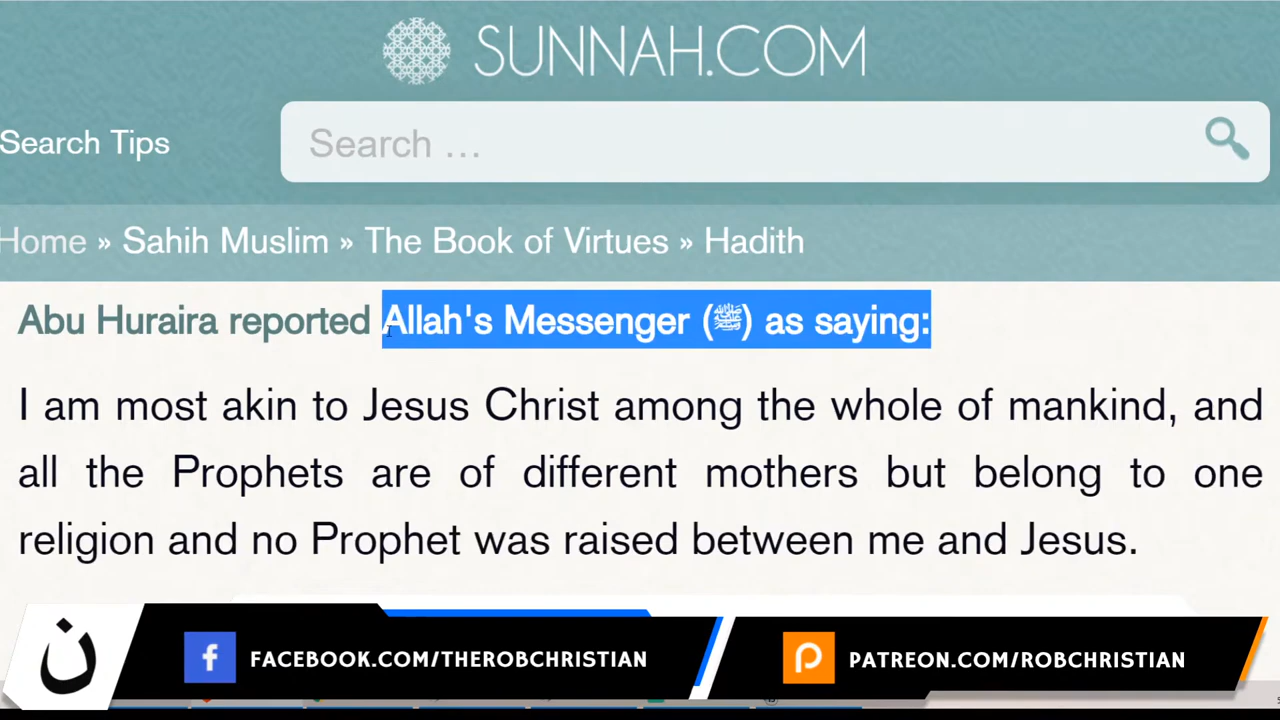 SUNNAH.COM
Search Tips
Search ...
Home » Sahih Muslim » The Book of Virtues » Hadith
Abu Huraira reported Allah's Messenger (ﷺ) as saying:
I am most akin to Jesus Christ among the whole of mankind, and
all the Prophets are of different mothers but belong to one
religion and no Prophet was raised between me and Jesus.
ن
f FACEBOOK.COM/THEROBCHRISTIAN
PATREON.COM/ROBCHRISTIAN